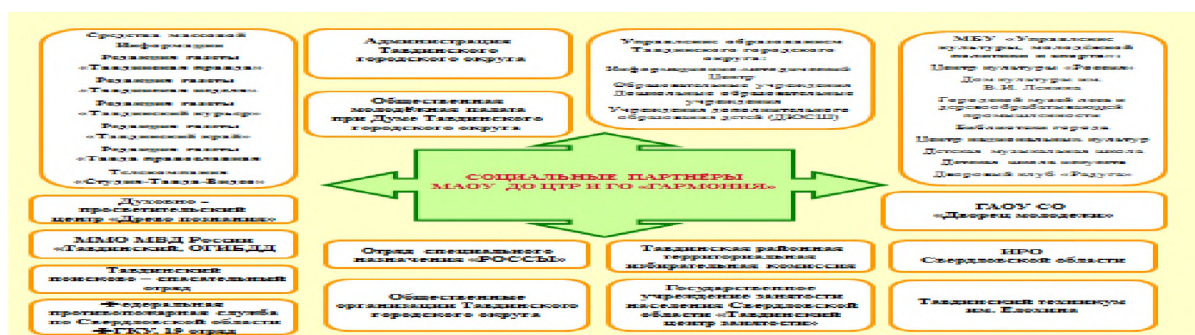 Средства массовой
Информации
Редакция газеты
«Тавдинская правда»
Редакция газеты
«Тавдинская неделя»
Редакция газеты
«Тавдинский курьер»
Редакция газеты
«Тавдинский край»
Редакция газеты
«Тавда православная
Телекомпания
«Студия-Тавда-Видео»
Духовно –
просветительский
центр «Древо познания»
ММО МВД России
«Тавдинский, ОГИБДД
Тавдинский
поисково – спасательный
отряд
Федеральная
противопожарная служба
по Свердловской области
ФГКУ, 19 отряд
Администрация
Тавдинского
городского округа
Общественная
молодёжная палата
при Думе Тавдинского
городского округа
Управление образованием
Тавдинского городского
округа:
Информационно-методический
Центр
Образовательные учреждения
Дошкольные образовательные
учреждения
Учреждения дополнительного
образования детей (ДЮСШ)
МБУ «Управление
культуры, молодёжной
политики и спорта»:
Центр культуры «Россия»
Дом культуры им.
В.И. Ленина
Городской музей леса и
деревообрабатывающей
промышленности
Библиотеки города
Центр национальных культур
Детская музыкальная школа
Детская школа искусств
Дворовый клуб «Радуга»
СОЦИАЛЬНЫЕ ПАРТНЁРЫ
МАОУ ДО ЦТР И ГО «ГАРМОНИЯ»
ГАОУ СО
«Дворец молодежи»
Отряд специального
назначения «РОССЫ»
Тавдинская районная
территориальная
избирательная комиссия
ИРО
Свердловской области
Общественные
организации Тавдинского
городского округа
Государственное
учреждение занятости
населения Свердловской
области «Тавдинский
центр занятости»
Тавдинский техникум
им. Елохина